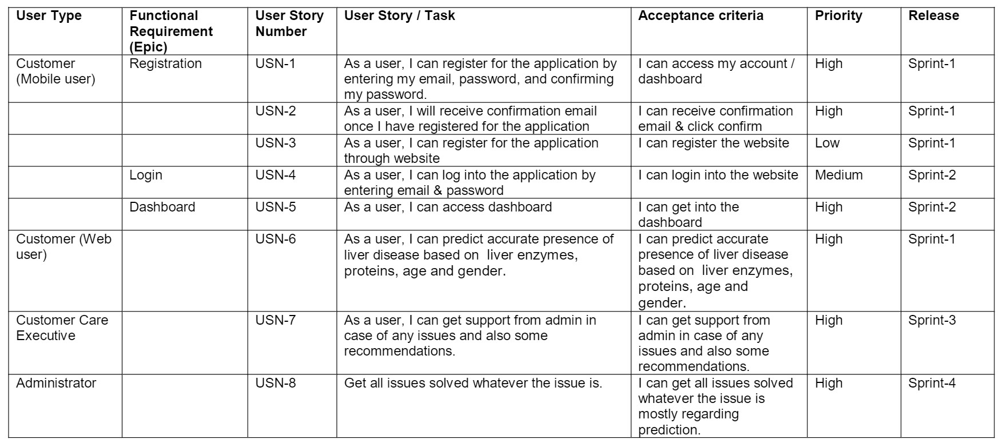 User Type
Functional
Requirement
(Epic)
User Story
Number
User Story / Task
Acceptance criteria
Priority
Release
Customer
(Mobile user)
Registration
USN-1
As a user, I can register for the application by
entering my email, password, and confirming
my password.
I can access my account /
dashboard
High
Sprint-1
USN-2
As a user, I will receive confirmation email
once I have registered for the application
I can receive confirmation
email & click confirm
High
Sprint-1
USN-3
As a user, I can register for the application
through website
I can register the website
Low
Sprint-1
Login
USN-4
As a user, I can log into the application by
entering email & password
I can login into the website
Medium
Sprint-2
Dashboard
USN-5
As a user, I can access dashboard
I can get into the
dashboard
High
Sprint-2
Customer (Web
user)
USN-6
As a user, I can predict accurate presence of
liver disease based on  liver enzymes,
proteins, age and gender.
I can predict accurate
presence of liver disease
based on  liver enzymes,
proteins, age and
gender.
High
Sprint-1
Customer Care
Executive
USN-7
As a user, I can get support from admin in
case of any issues and also some
recommendations.
I can get support from
admin in case of any
issues and also some
recommendations.
High
Sprint-3
Administrator
USN-8
Get all issues solved whatever the issue is.
I can get all issues solved
whatever the issue is
mostly regarding
prediction.
High
Sprint-4